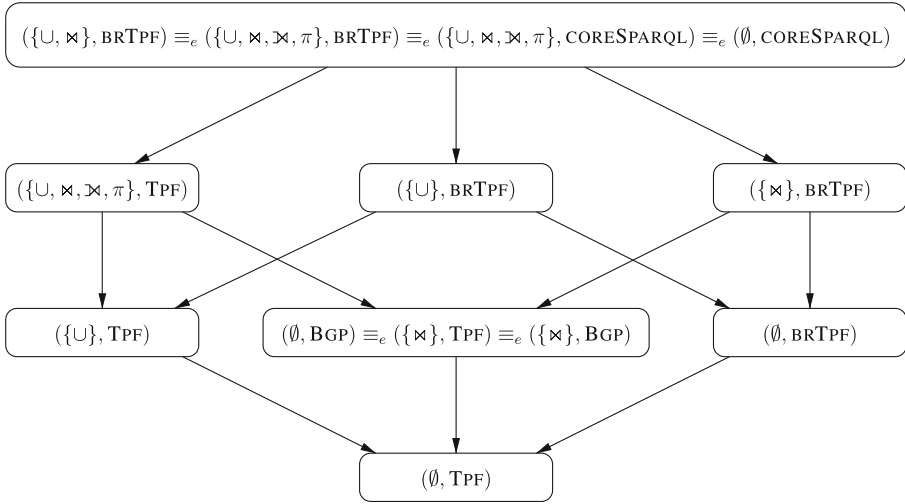 ({∪, ⋈}, BRTPF) ≡ₑ ({∪, ⋈, ⟕, π}, BRTPF) ≡ₑ ({∪, ⋈, ⟕, π}, CORESPARQL) ≡ₑ (∅, CORESPARQL)
({∪, ⋈, ⟕, π}, TPF) ({∪}, BRTPF) ({⋈}, BRTPF)
({∪}, TPF) (∅, BGP) ≡ₑ ({⋈}, TPF) ≡ₑ ({⋈}, BGP) (∅, BRTPF)
(∅, TPF)